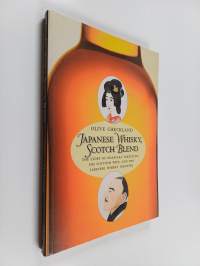 OLIVE CHECKLAND
JAPANESE WHISKY,
SCOTCH BLEND
THE STORY OF MASATAKA TAKETSURU,
HIS SCOTTISH WIFE, AND THE
JAPANESE WHISKY INDUSTRY